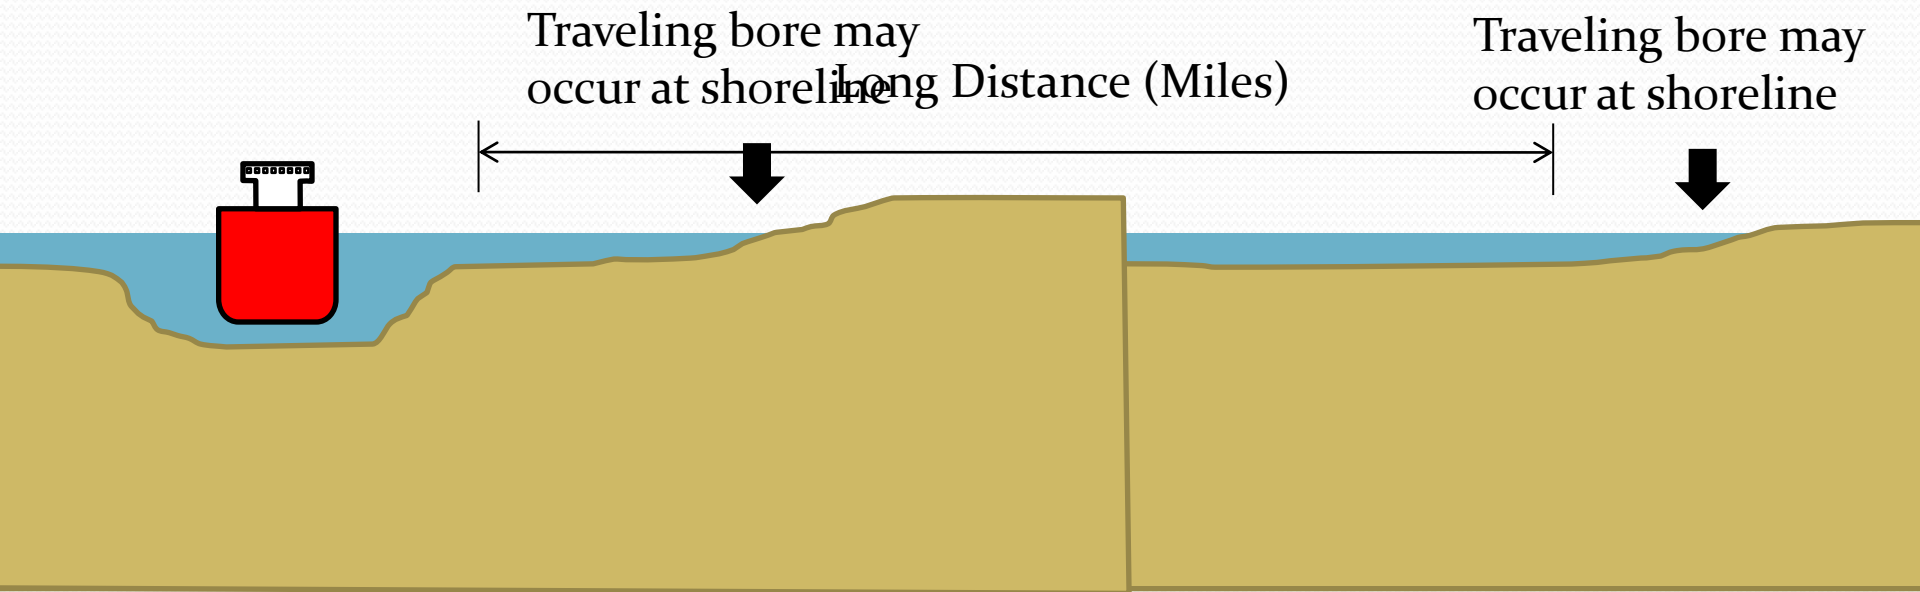 Traveling bore may
occur at shoreline
Long Distance (Miles)
Traveling bore may
occur at shoreline